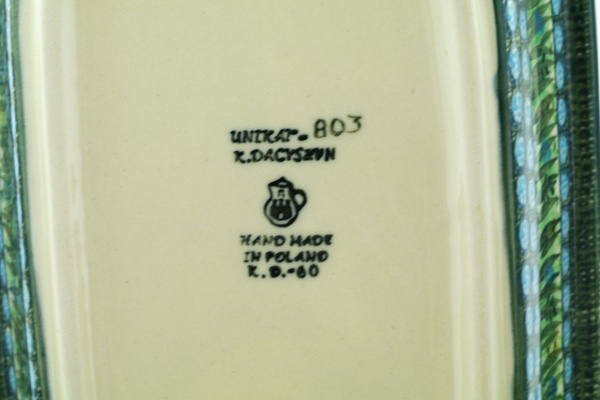 UNIKAT- 803
K. DACYSZYN
HAND MADE
IN POLAND
K. D.-60